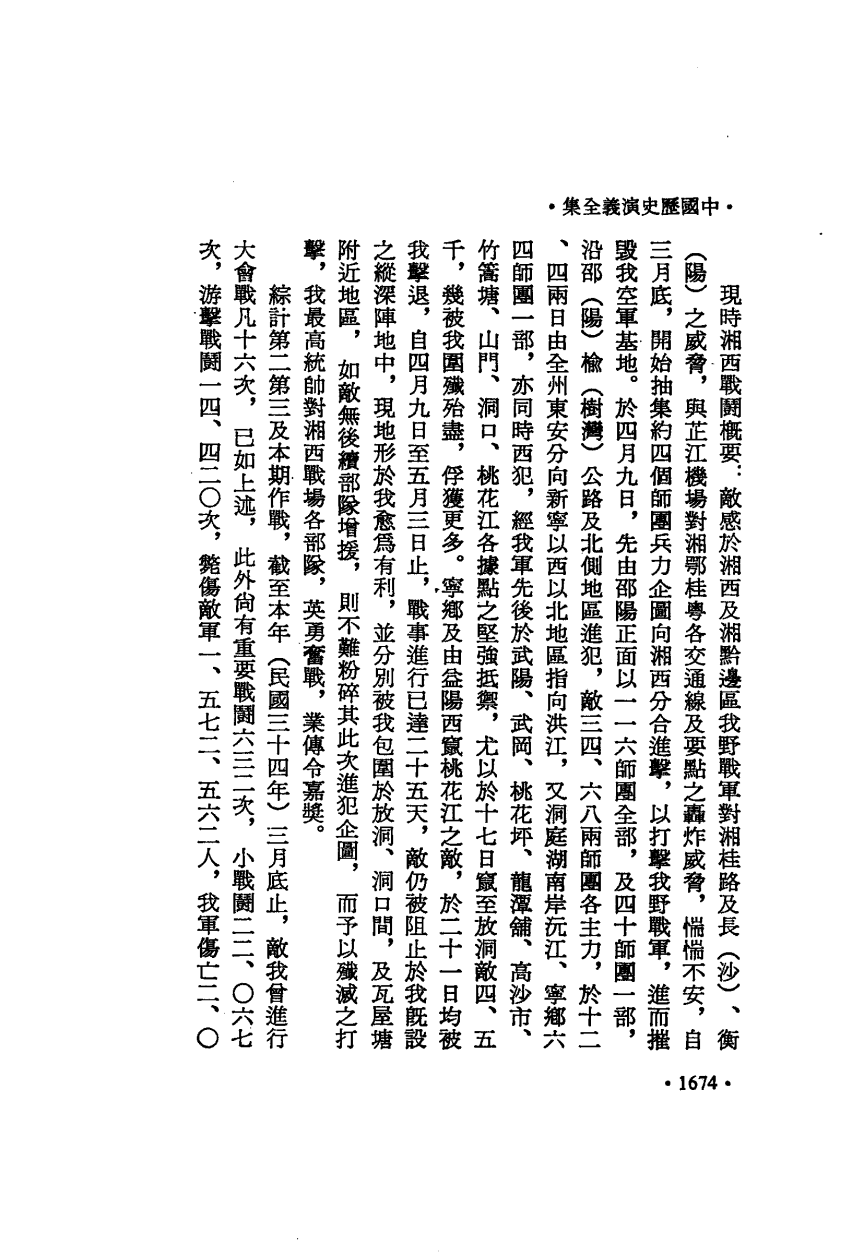 ·中國歷史演義全集·
現時湘西戰鬪概要：敵感於湘西及湘黔邊區我野戰軍對湘桂路及長（沙）、衡
（陽）之威脅，與芷江機場對湘鄂桂粵各交通線及要點之轟炸威脅，惴惴不安，自
三月底，開始抽集約四個師團兵力企圖向湘西分合進擊，以打擊我野戰軍，進而摧
毀我空軍基地。於四月九日，先由邵陽正面以一一六師團全部，及四十師團一部，
沿邵（陽）榆（樹灣）公路及北側地區進犯，敵三四、六八兩師團各主力，於十二
、四兩日由全州東安分向新寧以西以北地區指向洪江，又洞庭湖南岸沅江、寧鄉六
四師團一部，亦同時西犯，經我軍先後於武陽、武岡、桃花坪、龍潭舖、高沙市、
竹篙塘、山門、洞口、桃花江各據點之堅強抵禦，尤以於十七日竄至放洞敵四、五
千，幾被我圍殲殆盡，俘獲更多。寧鄉及由益陽西竄桃花江之敵，於二十一日均被
我擊退，自四月九日至五月三日止，戰事進行已達二十五天，敵仍被阻止於我旣設
之縱深陣地中，現地形於我愈爲有利，並分別被我包圍於放洞、洞口間，及瓦屋塘
附近地區，如敵無後續部隊增援，則不難粉碎其此次進犯企圖，而予以殲滅之打
擊，我最高統帥對湘西戰場各部隊，英勇奮戰，業傳令嘉獎。
綜計第二第三及本期作戰，截至本年（民國三十四年）三月底止，敵我曾進行
大會戰凡十六次，已如上述，此外尙有重要戰鬪六三二次，小戰鬪二二、〇六七
次，游擊戰鬪一四、四二〇次，斃傷敵軍一、五七二、五六二人，我軍傷亡二、〇
·1674·